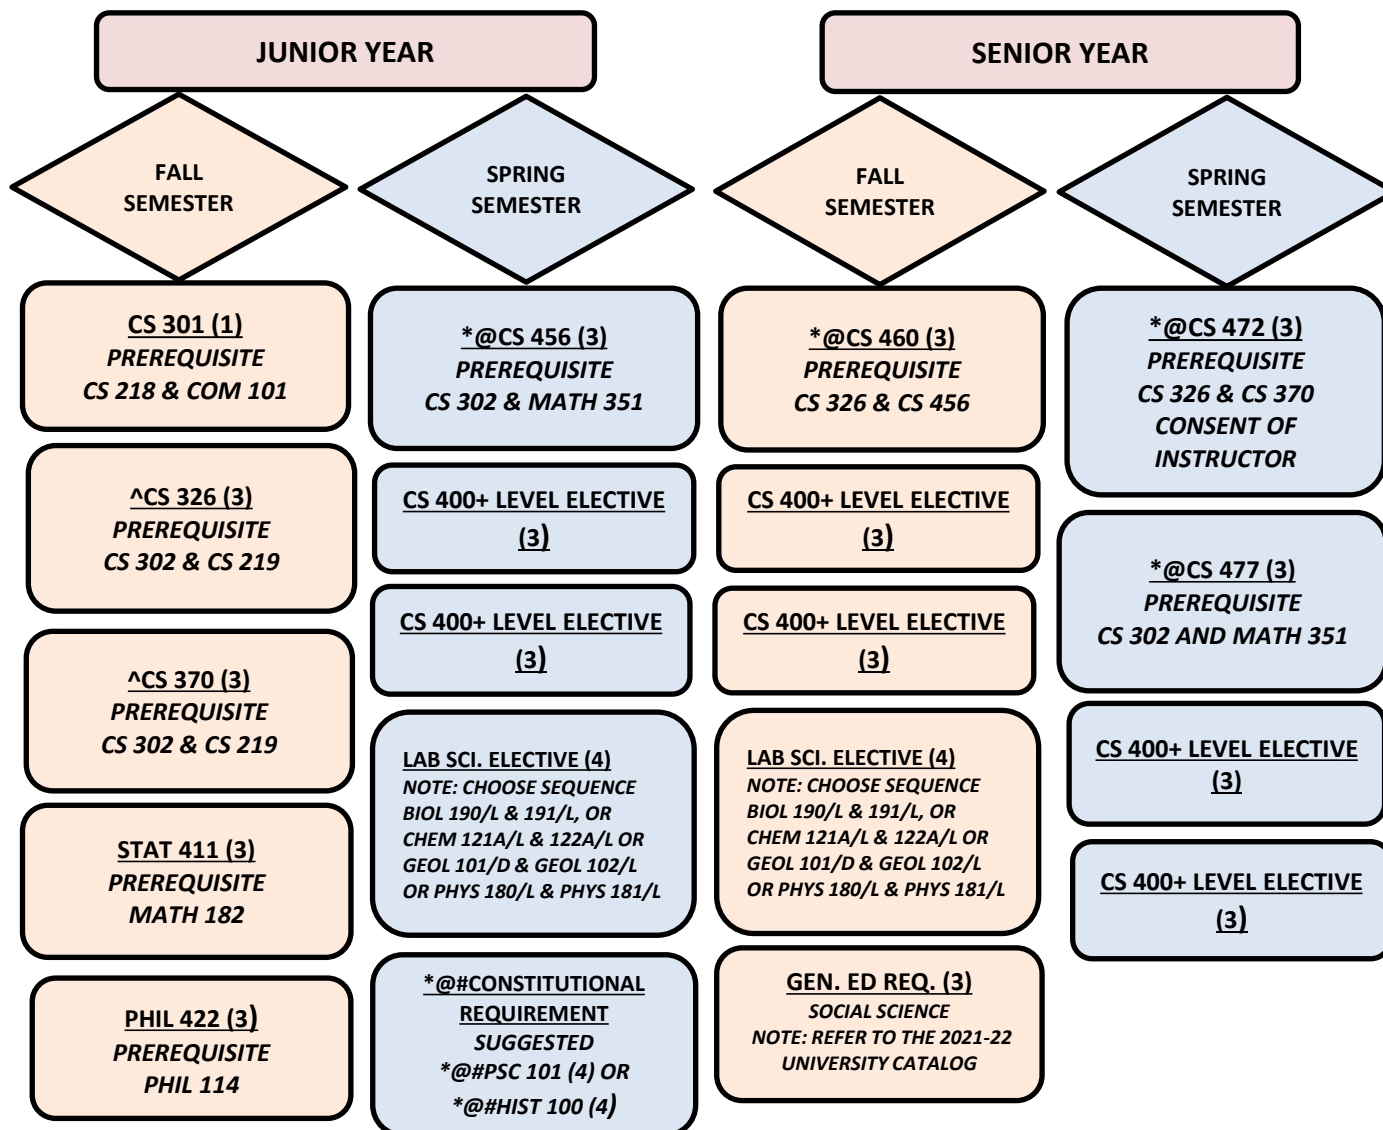 JUNIOR YEAR
FALL
SEMESTER
CS 301 (1)
PREREQUISITE
CS 218 & COM 101
^CS 326 (3)
PREREQUISITE
CS 302 & CS 219
^CS 370 (3)
PREREQUISITE
CS 302 & CS 219
STAT 411 (3)
PREREQUISITE
MATH 182
PHIL 422 (3)
PREREQUISITE
PHIL 114
SPRING
SEMESTER
*@CS 456 (3)
PREREQUISITE
CS 302 & MATH 351
CS 400+ LEVEL ELECTIVE
(3)
CS 400+ LEVEL ELECTIVE
(3)
LAB SCI. ELECTIVE (4)
NOTE: CHOOSE SEQUENCE
BIOL 190/L & 191/L, OR
CHEM 121A/L & 122A/L OR
GEOL 101/D & GEOL 102/L
OR PHYS 180/L & PHYS 181/L
*@#CONSTITUTIONAL
REQUIREMENT
SUGGESTED
*@#PSC 101 (4) OR
*@#HIST 100 (4)
SENIOR YEAR
FALL
SEMESTER
*@CS 460 (3)
PREREQUISITE
CS 326 & CS 456
CS 400+ LEVEL ELECTIVE
(3)
CS 400+ LEVEL ELECTIVE
(3)
LAB SCI. ELECTIVE (4)
NOTE: CHOOSE SEQUENCE
BIOL 190/L & 191/L, OR
CHEM 121A/L & 122A/L OR
GEOL 101/D & GEOL 102/L
OR PHYS 180/L & PHYS 181/L
GEN. ED REQ. (3)
SOCIAL SCIENCE
NOTE: REFER TO THE 2021-22
UNIVERSITY CATALOG
SPRING
SEMESTER
*@CS 472 (3)
PREREQUISITE
CS 326 & CS 370
CONSENT OF
INSTRUCTOR
*@CS 477 (3)
PREREQUISITE
CS 302 AND MATH 351
CS 400+ LEVEL ELECTIVE
(3)
CS 400+ LEVEL ELECTIVE
(3)